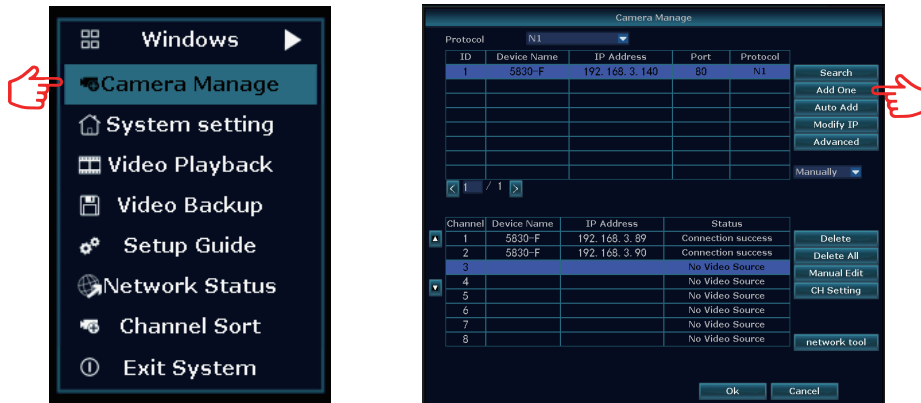 Windows
Camera Manage
System setting
Video Playback
Video Backup
Setup Guide
Network Status
Channel Sort
Exit System
Camera Manage
Protocol N1
ID Device Name IP Address Port Protocol
1 5830-F 192. 168. 3. 140 80 N1
Search
Add One
Auto Add
Modify IP
Advanced
Manually
1 / 1
Channel Device Name IP Address Status
1 5830-F 192. 168. 3. 89 Connection success
2 5830-F 192. 168. 3. 90 Connection success
3 No Video Source
4 No Video Source
5 No Video Source
6 No Video Source
7 No Video Source
8 No Video Source
Delete
Delete All
Manual Edit
CH Setting
network tool
Ok Cancel